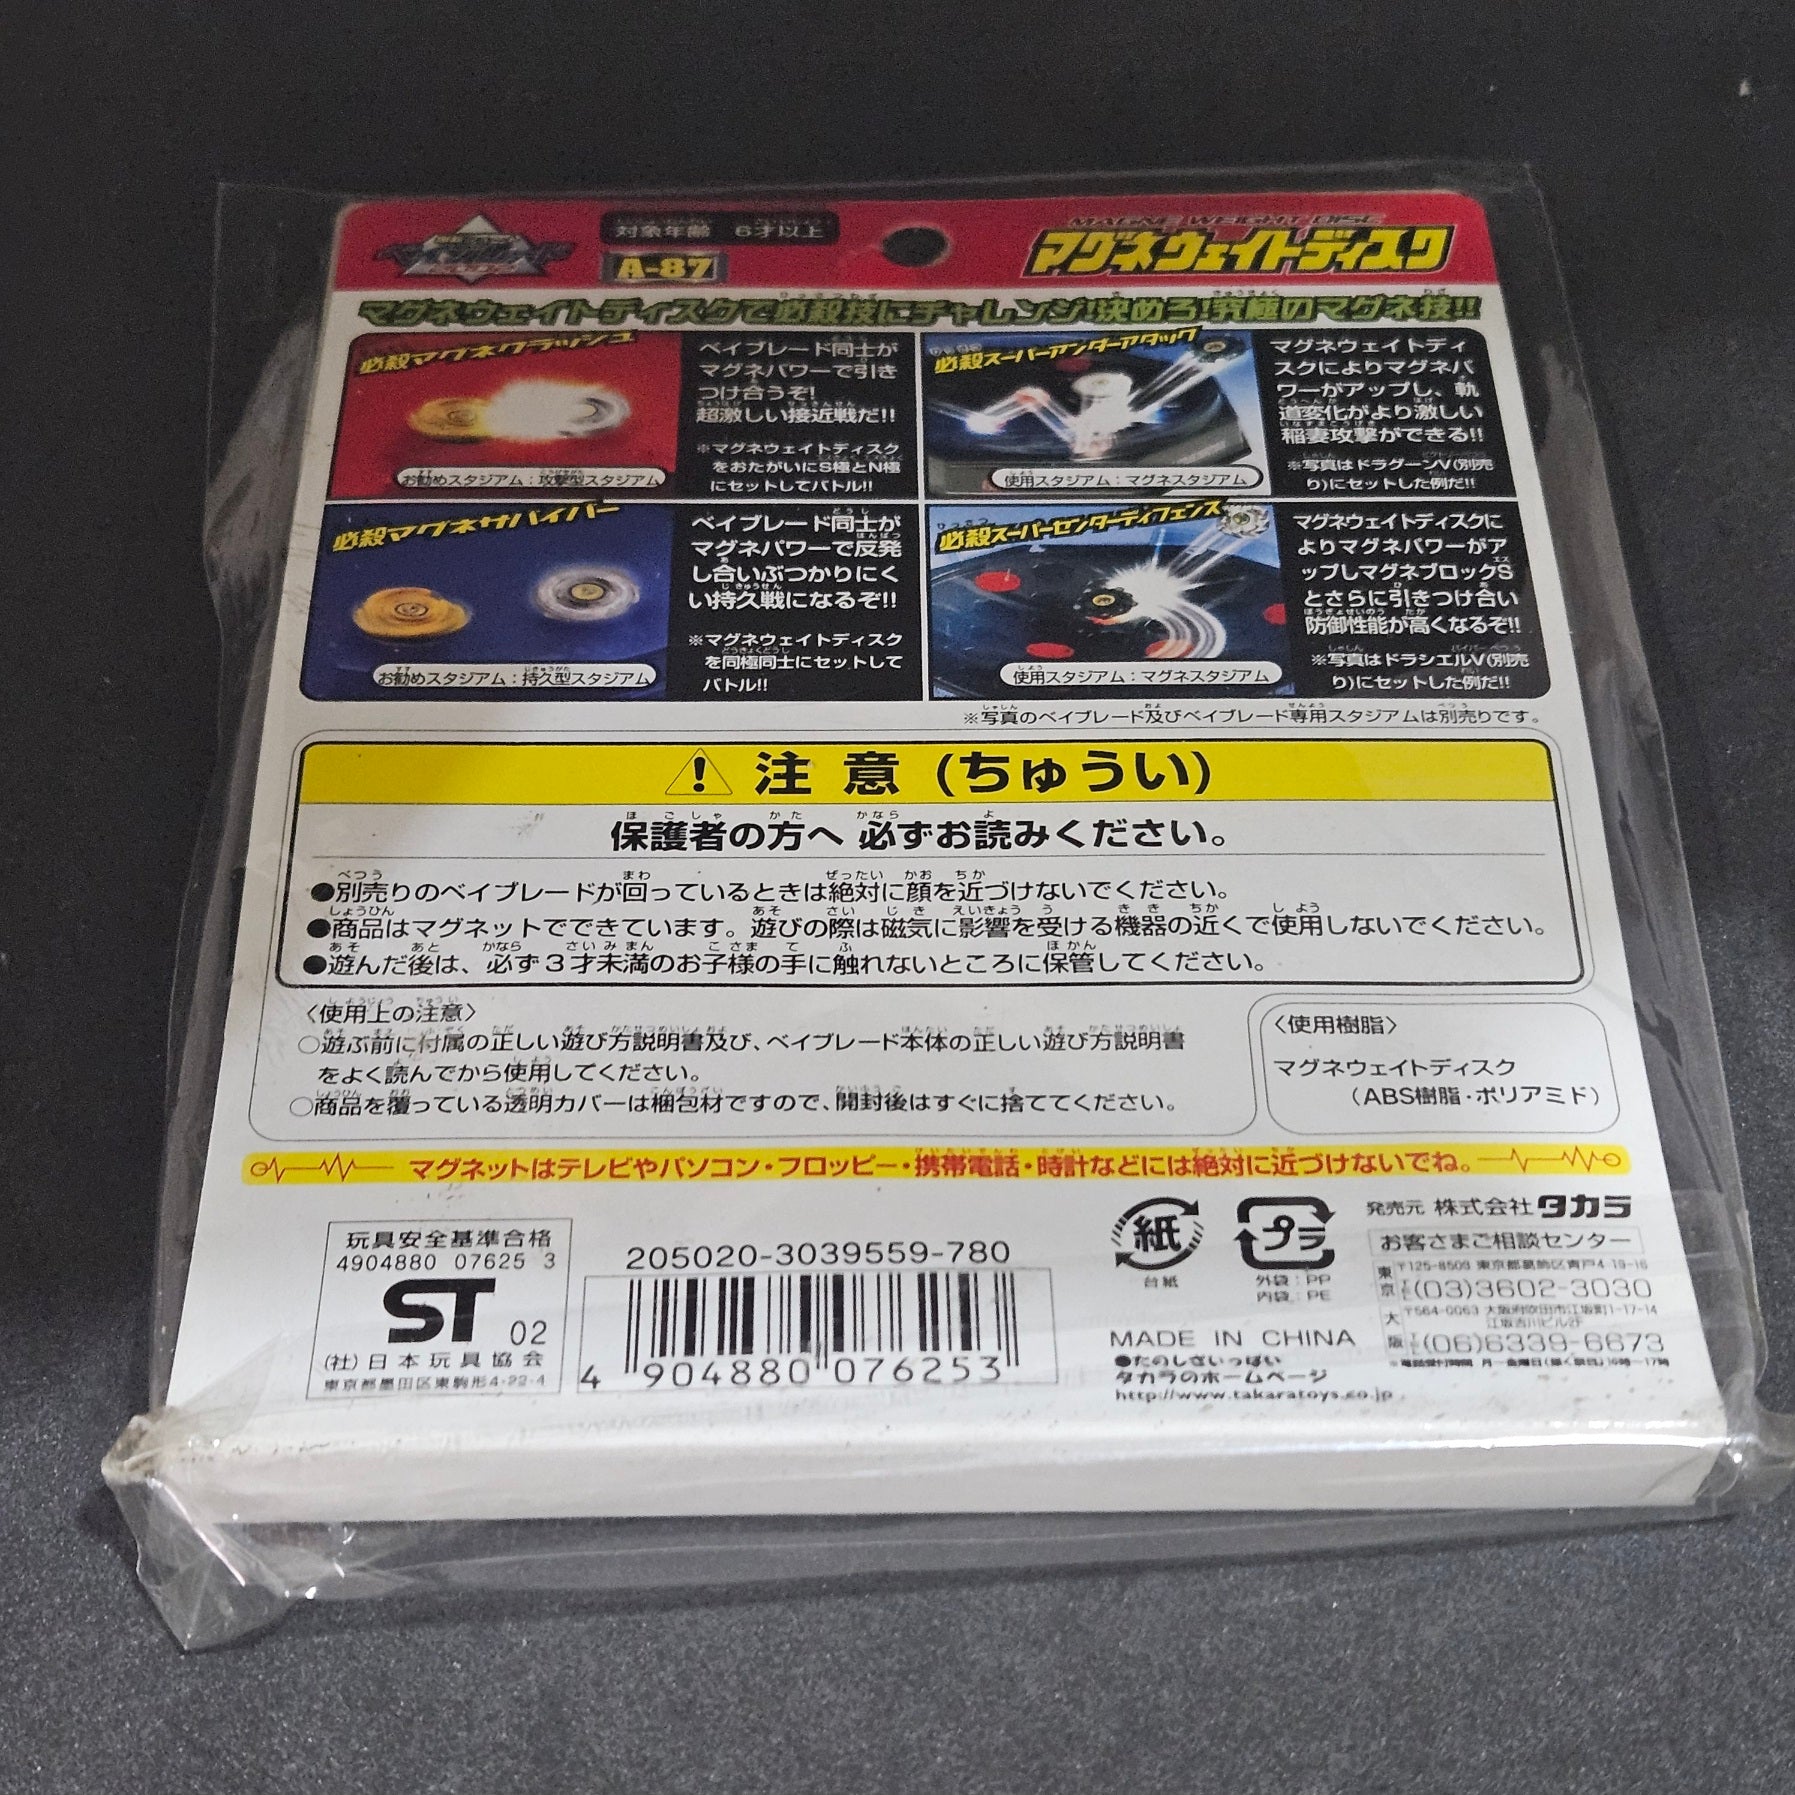 対象年齢 6才以上
A-87
MAGNE WEIGHT DISC
マグネウェイトディスク
マグネウェイトディスクで必殺技にチャレンジ!決めろ!究極のマグネ技!!
必殺マグネクラッシュ
ベイブレード同士が
マグネパワーで引き
つけ合うぞ!
超激しい接近戦だ!!
※マグネウェイトディスク
をおたがいにS極とN極
にセットしてバトル!!
お勧めスタジアム:攻撃型スタジアム
必殺スーパーアンダーアタック
マグネウェイトディ
スクによりマグネパ
ワーがアップし、軌
道変化がより激しい
稲妻攻撃ができる!!
※写真はドラグーンV(別売
り)にセットした例だ!!
使用スタジアム:マグネスタジアム
必殺マグネサバイバー
ベイブレード同士が
マグネパワーで反発
し合いぶつかりにく
い持久戦になるぞ!!
※マグネウェイトディスク
を同極同士にセットして
バトル!!
お勧めスタジアム:持久型スタジアム
必殺スーパーセンターディフェンス
マグネウェイトディスクに
よりマグネパワーがア
ップしマグネブロックS
とさらに引きつけ合い
防御性能が高くなるぞ!!
※写真はドラシエルV(別売
り)にセットした例だ!!
使用スタジアム:マグネスタジアム
※写真のベイブレード及びベイブレード専用スタジアムは別売りです。
注意(ちゅうい)
保護者の方へ 必ずお読みください。
●別売りのベイブレードが回っているときは絶対に顔を近づけないでください。
●商品はマグネットでできています。遊びの際は磁気に影響を受ける機器の近くで使用しないでください。
●遊んだ後は、必ず3才未満のお子様の手に触れないところに保管してください。
〈使用上の注意〉
○遊ぶ前に付属の正しい遊び方説明書及び、ベイブレード本体の正しい遊び方説明書
をよく読んでから使用してください。
○商品を覆っている透明カバーは梱包材ですので、開封後はすぐに捨ててください。
〈使用樹脂〉
マグネウェイトディスク
(ABS樹脂・ポリアミド)
マグネットはテレビやパソコン・フロッピー・携帯電話・時計などには絶対に近づけないでね。
玩具安全基準合格
4904880 07625 3
ST 02
(社)日本玩具協会
東京都墨田区東駒形4-22-4
205020-3039559-780
4 904880 076253
紙
台紙
プラ
外袋:PP
内袋:PE
MADE IN CHINA
●たのしさいっぱい
タカラのホームページ
http://www.takaratoys.co.jp
発売元 株式会社タカラ
お客さまご相談センター
東京 〒125-8503 東京都葛飾区青戸4-19-16
TEL(03)3602-3030
大阪 〒564-0063 大阪府吹田市江坂町1-17-14
江坂吉川ビル2F
TEL(06)6339-6673
＊電話受付時間 月～金曜日(除く祭日)10時～17時